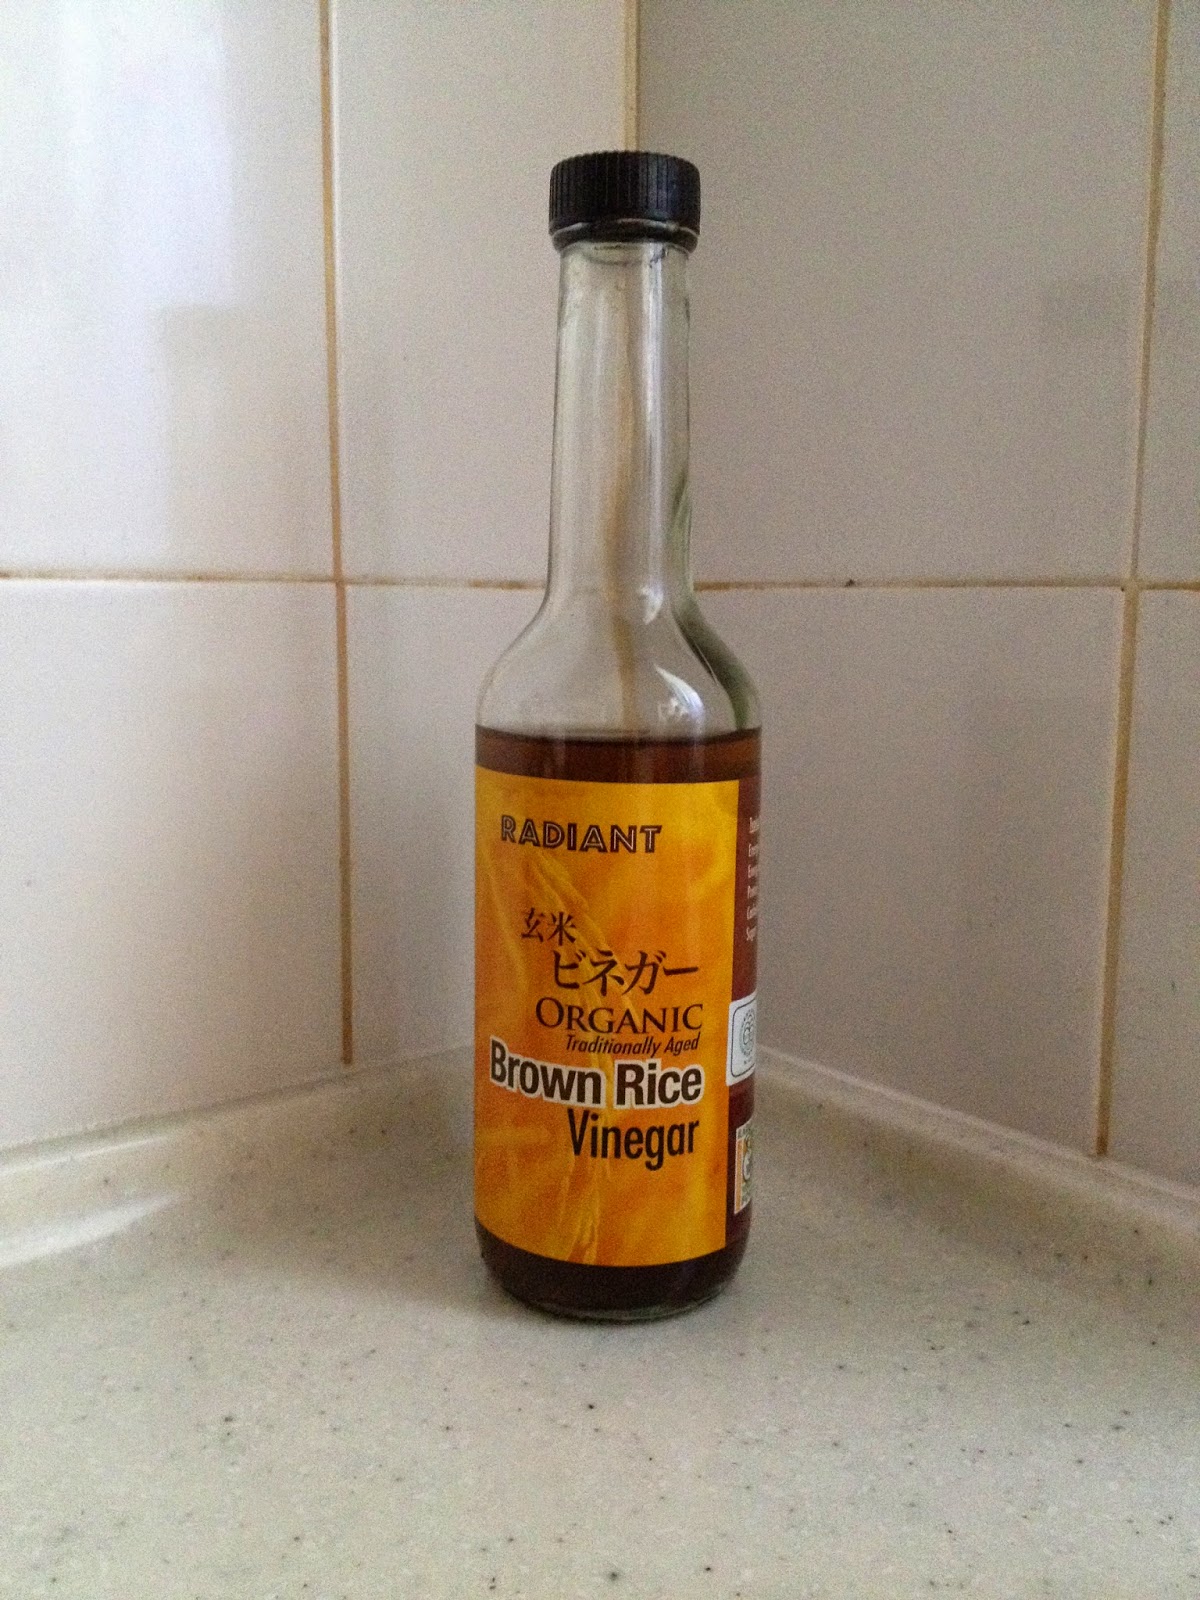 RADIANT
玄米
ビネガー
ORGANIC
Traditionally Aged
Brown Rice
Vinegar